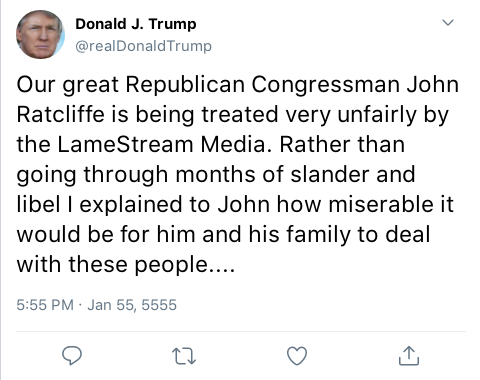 Donald J. Trump
@realDonaldTrump
Our great Republican Congressman John
Ratcliffe is being treated very unfairly by
the LameStream Media. Rather than
going through months of slander and
libel I explained to John how miserable it
would be for him and his family to deal
with these people....
5:55 PM · Jan 55, 5555